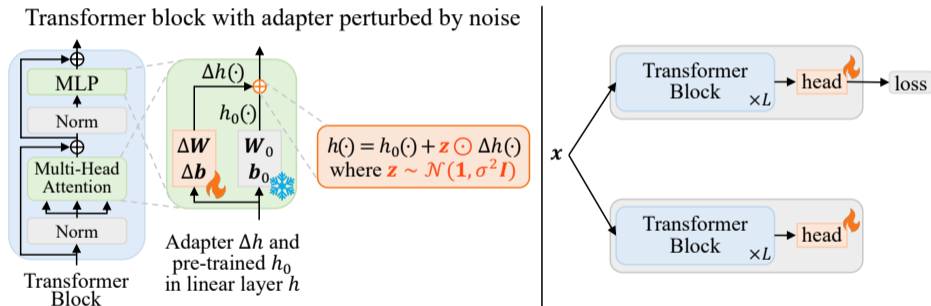 Transformer block with adapter perturbed by noise
MLP
Norm
Multi-Head
Attention
Norm
Transformer
Block
Δh(·)
h₀(·)
ΔW
Δb
W₀
b₀
Adapter Δh and
pre-trained h₀
in linear layer h
h(·) = h₀(·) + z ⊙ Δh(·)
where z ~ 𝒩(1, σ²I)
x
Transformer
Block
×L
head
loss
Transformer
Block
×L
head